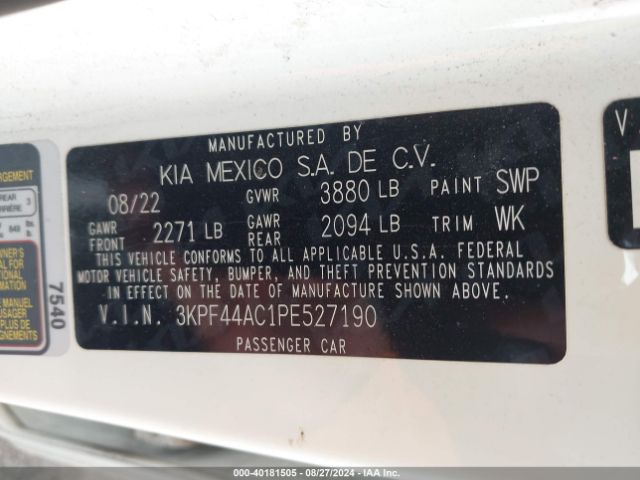 MANUFACTURED BY
KIA MEXICO S.A. DE C.V.
08/22 GVWR 3880 LB PAINT SWP
GAWR FRONT 2271 LB GAWR REAR 2094 LB TRIM WK
THIS VEHICLE CONFORMS TO ALL APPLICABLE U.S.A. FEDERAL
MOTOR VEHICLE SAFETY, BUMPER, AND THEFT PREVENTION STANDARDS
IN EFFECT ON THE DATE OF MANUFACTURE SHOWN ABOVE.
V.I.N. 3KPF44AC1PE527190
PASSENGER CAR
7540
REAR
3
V
000-40181505 - 08/27/2024 - IAA Inc.